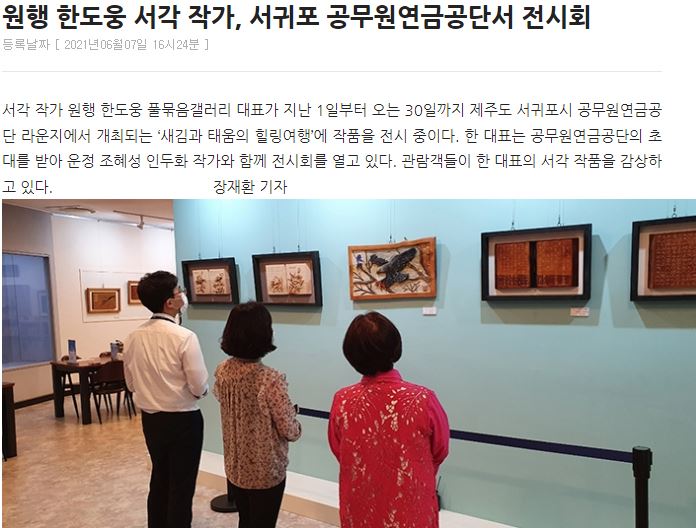 원행 한도웅 서각 작가, 서귀포 공무원연금공단서 전시회
등록날짜 [ 2021년06월07일 16시24분 ]
서각 작가 원행 한도웅 풀묶음갤러리 대표가 지난 1일부터 오는 30일까지 제주도 서귀포시 공무원연금공
단 라운지에서 개최되는 ‘새김과 태움의 힐링여행’에 작품을 전시 중이다. 한 대표는 공무원연금공단의 초
대를 받아 운정 조혜성 인두화 작가와 함께 전시회를 열고 있다. 관람객들이 한 대표의 서각 작품을 감상하
고 있다. 장재환 기자